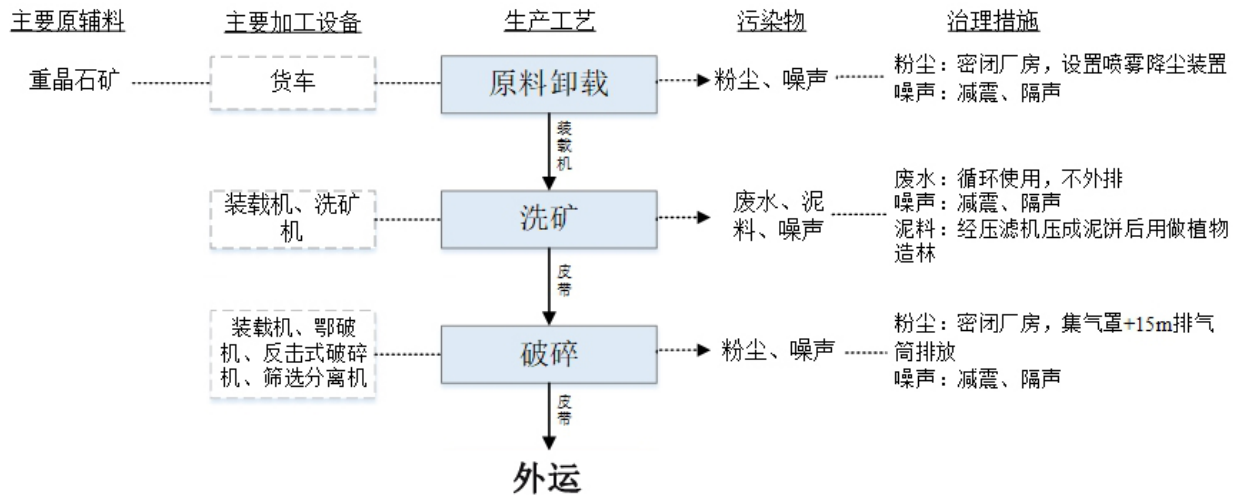 主要原辅料
主要加工设备
生产工艺
污染物
治理措施
重晶石矿
货车
原料卸载
粉尘、噪声
粉尘：密闭厂房，设置喷雾降尘装置
噪声：减震、隔声
装载机
装载机、洗矿
机
洗矿
废水、泥
料、噪声
废水：循环使用，不外排
噪声：减震、隔声
泥料：经压滤机压成泥饼后用做植物
造林
皮带
装载机、鄂破
机、反击式破碎
机、筛选分离机
破碎
粉尘、噪声
粉尘：密闭厂房，集气罩+15m排气
筒排放
噪声：减震、隔声
皮带
外运